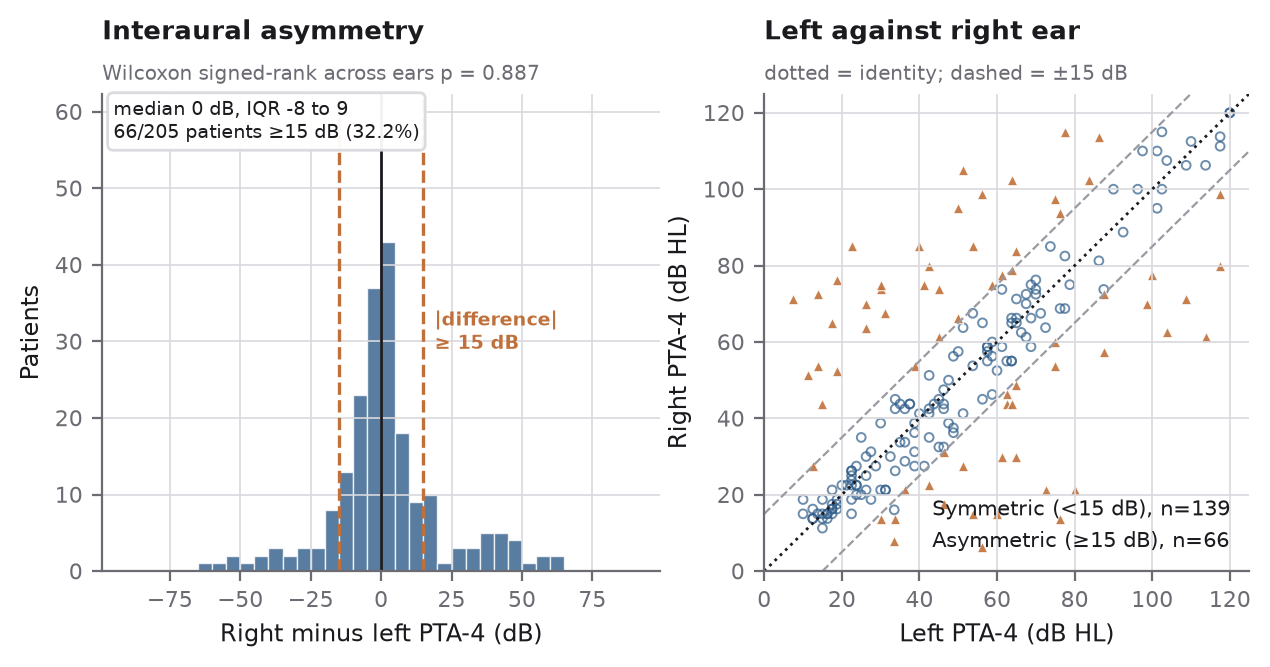 Interaural asymmetry
Wilcoxon signed-rank across ears p = 0.887
median 0 dB, IQR -8 to 9
66/205 patients ≥15 dB (32.2%)
|difference|
≥ 15 dB
Patients
0
10
20
30
40
50
60
−75
−50
−25
0
25
50
75
Right minus left PTA-4 (dB)
Left against right ear
dotted = identity; dashed = ±15 dB
Right PTA-4 (dB HL)
0
20
40
60
80
100
120
Symmetric (<15 dB), n=139
Asymmetric (≥15 dB), n=66
0
20
40
60
80
100
120
Left PTA-4 (dB HL)